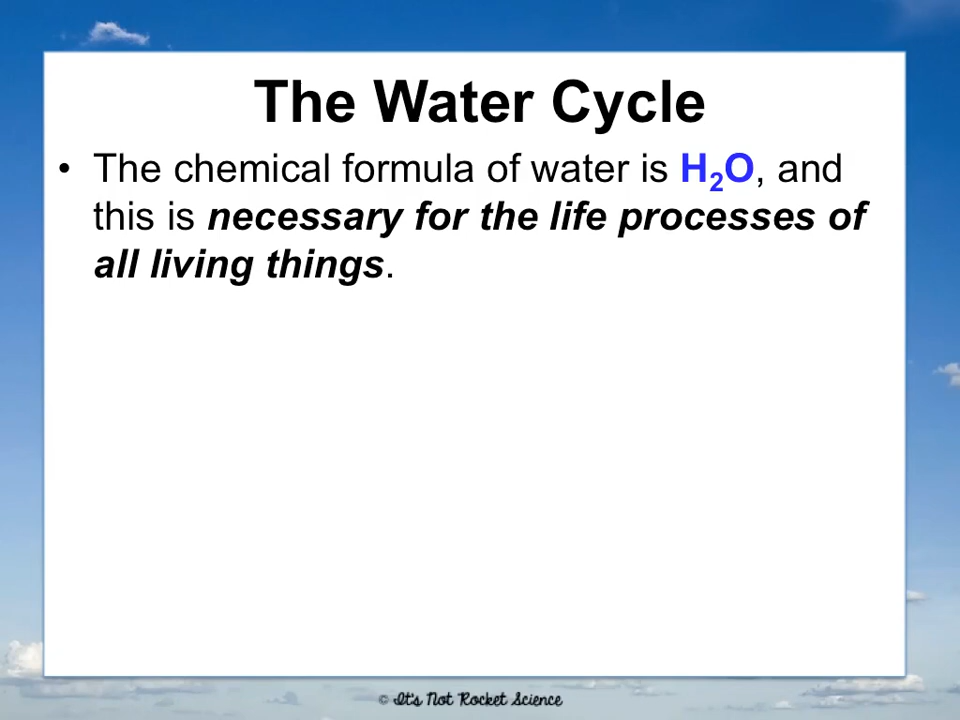 The Water Cycle
• The chemical formula of water is H₂O, and
this is necessary for the life processes of
all living things.
© It's Not Rocket Science